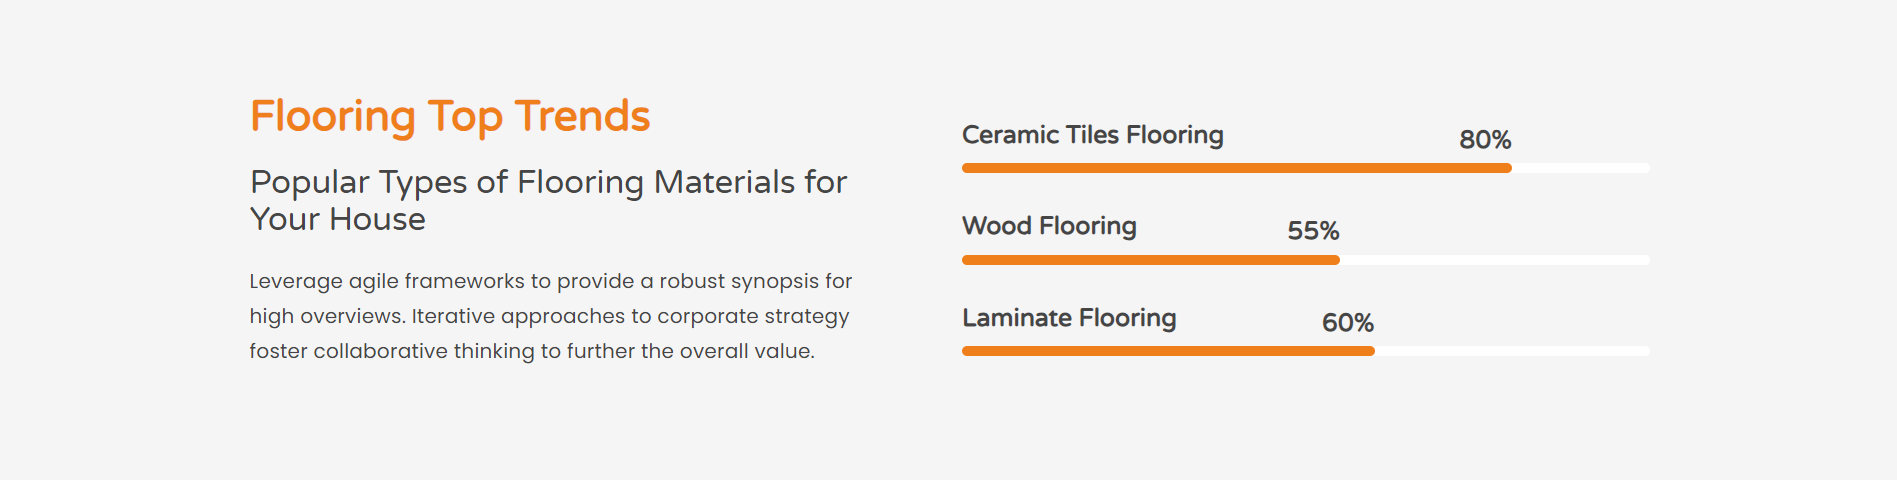 Flooring Top Trends
Popular Types of Flooring Materials for
Your House
Leverage agile frameworks to provide a robust synopsis for
high overviews. Iterative approaches to corporate strategy
foster collaborative thinking to further the overall value.
Ceramic Tiles Flooring 80%
Wood Flooring 55%
Laminate Flooring 60%